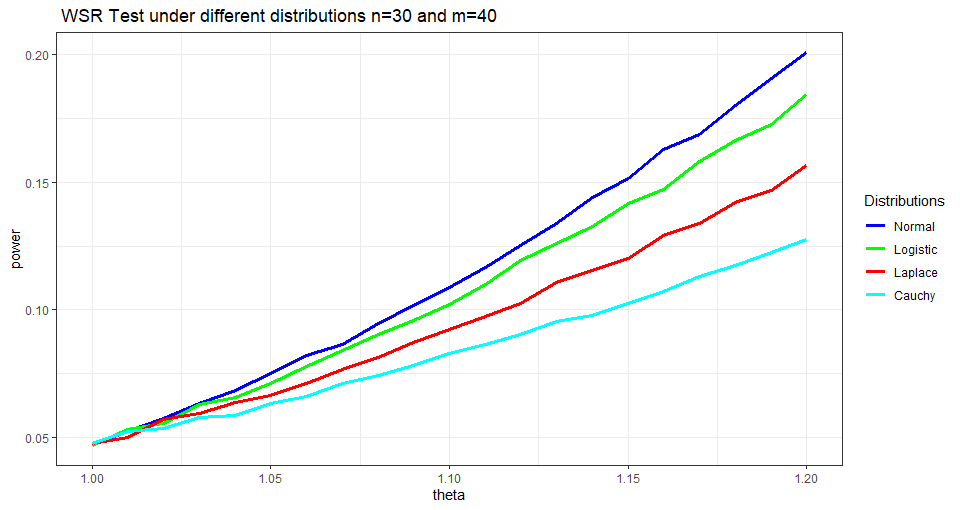 WSR Test under different distributions n=30 and m=40
power
0.20
0.15
0.10
0.05
1.00 1.05 1.10 1.15 1.20
theta
Distributions
Normal
Logistic
Laplace
Cauchy